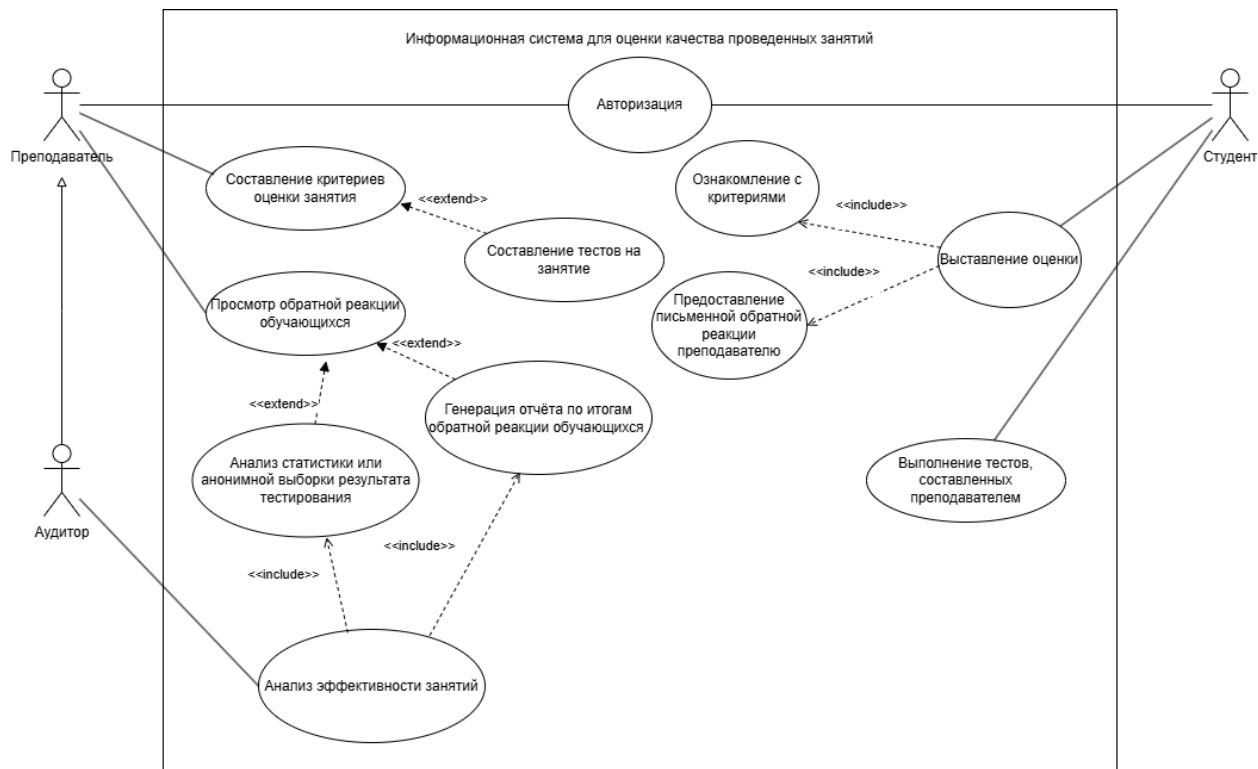 Информационная система для оценки качества проведенных занятий
Авторизация
Преподаватель
Студент
Составление критериев
оценки занятия
<<extend>>
Составление тестов на
занятие
Ознакомление с
критериями
<<include>>
Выставление оценки
<<include>>
Предоставление
письменной обратной
реакции
преподавателю
Просмотр обратной реакции
обучающихся
<<extend>>
<<extend>>
Генерация отчёта по итогам
обратной реакции обучающихся
Анализ статистики или
анонимной выборки результата
тестирования
Выполнение тестов,
составленных
преподавателем
Аудитор
<<include>>
<<include>>
Анализ эффективности занятий